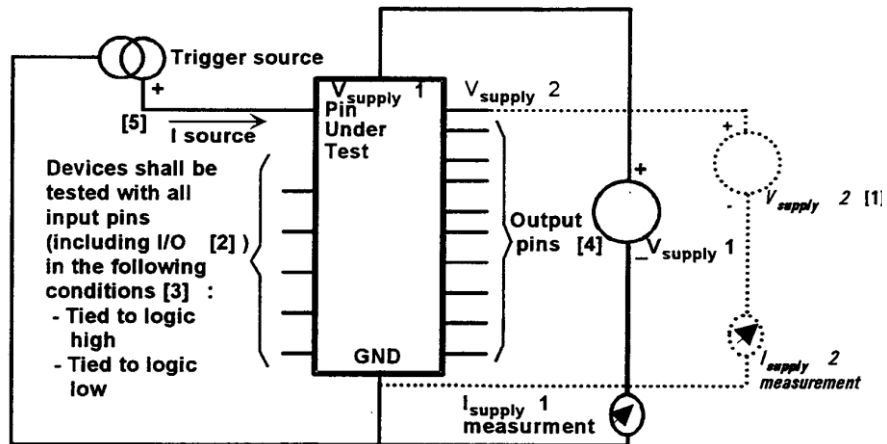 Trigger source
+
[5]
I source
V supply 1
Pin
Under
Test
V supply 2
Devices shall be
tested with all
input pins
(including I/O [2] )
in the following
conditions [3] :
- Tied to logic
high
- Tied to logic
low
Output
pins [4]
GND
+
_
V supply 1
+
-
V supply 2 [1]
I supply 2
measurement
I supply 1
measurment